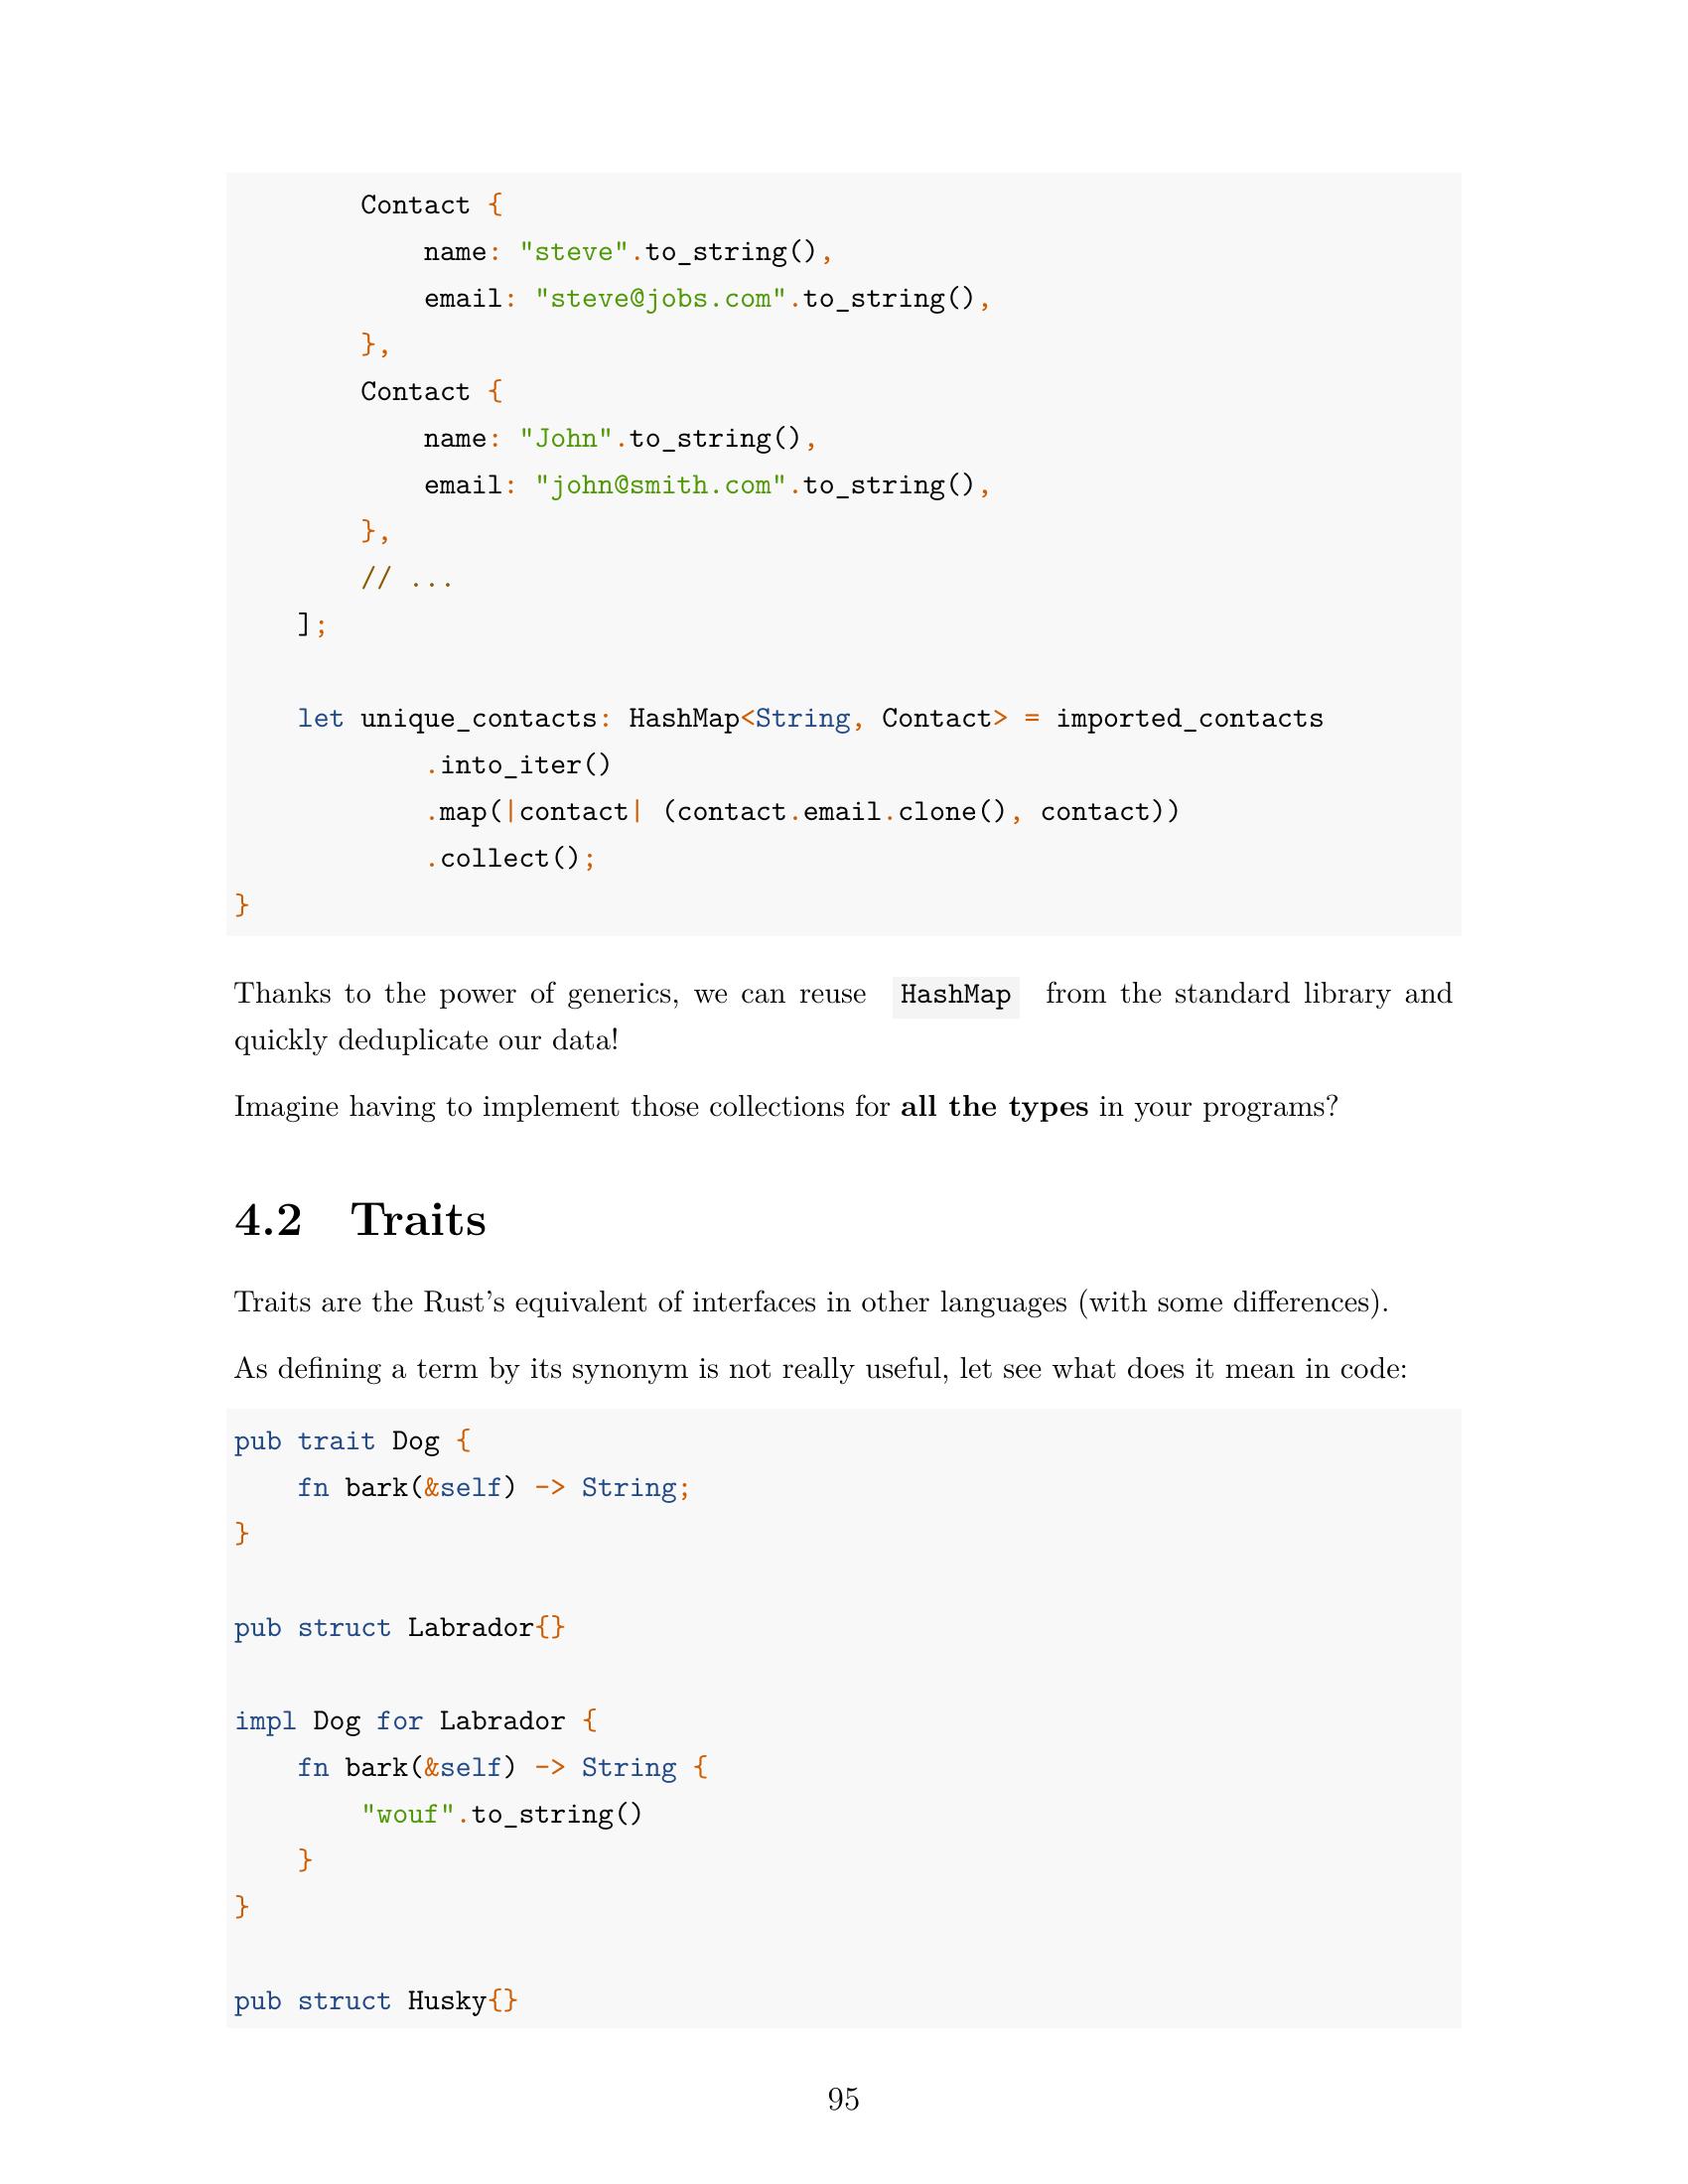 Contact {
            name: "steve".to_string(),
            email: "steve@jobs.com".to_string(),
        },
        Contact {
            name: "John".to_string(),
            email: "john@smith.com".to_string(),
        },
        // ...
    ];

    let unique_contacts: HashMap<String, Contact> = imported_contacts
            .into_iter()
            .map(|contact| (contact.email.clone(), contact))
            .collect();
}
Thanks to the power of generics, we can reuse HashMap from the standard library and
quickly deduplicate our data!
Imagine having to implement those collections for all the types in your programs?
4.2 Traits
Traits are the Rust's equivalent of interfaces in other languages (with some differences).
As defining a term by its synonym is not really useful, let see what does it mean in code:
pub trait Dog {
    fn bark(&self) -> String;
}

pub struct Labrador{}

impl Dog for Labrador {
    fn bark(&self) -> String {
        "wouf".to_string()
    }
}

pub struct Husky{}
95